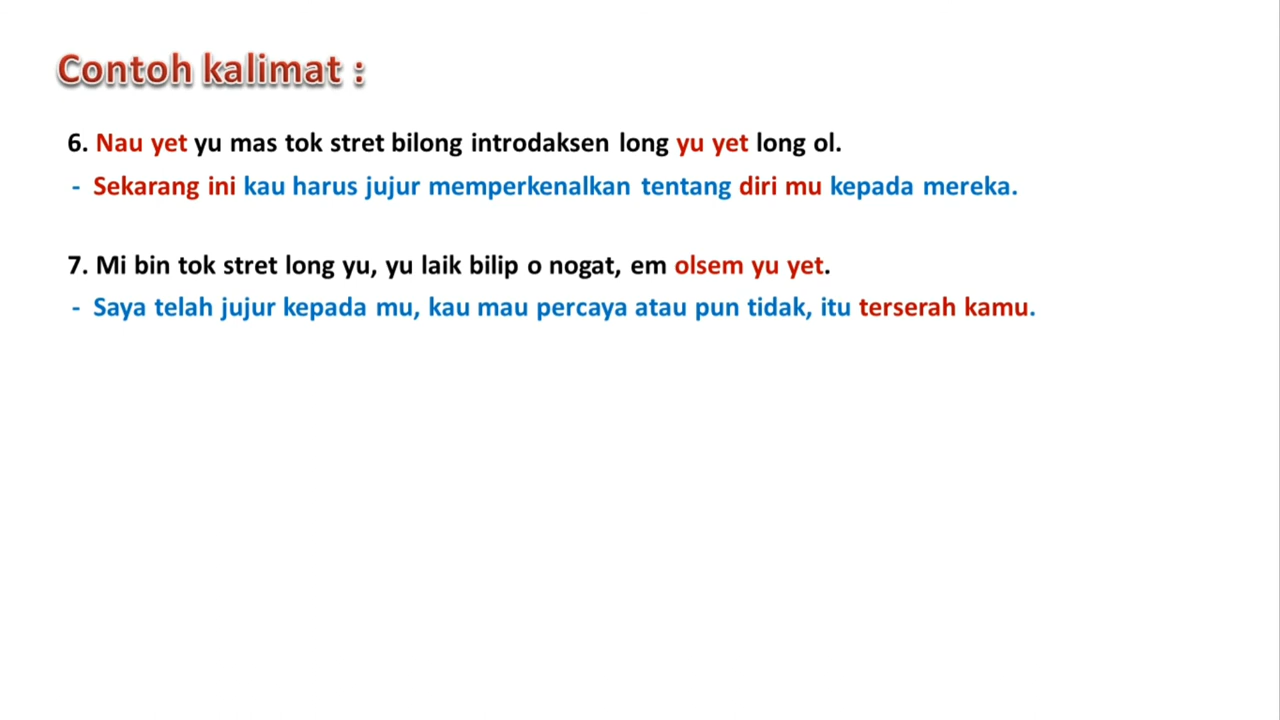 Contoh kalimat :
6. Nau yet yu mas tok stret bilong introdaksen long yu yet long ol.
- Sekarang ini kau harus jujur memperkenalkan tentang diri mu kepada mereka.
7. Mi bin tok stret long yu, yu laik bilip o nogat, em olsem yu yet.
- Saya telah jujur kepada mu, kau mau percaya atau pun tidak, itu terserah kamu.